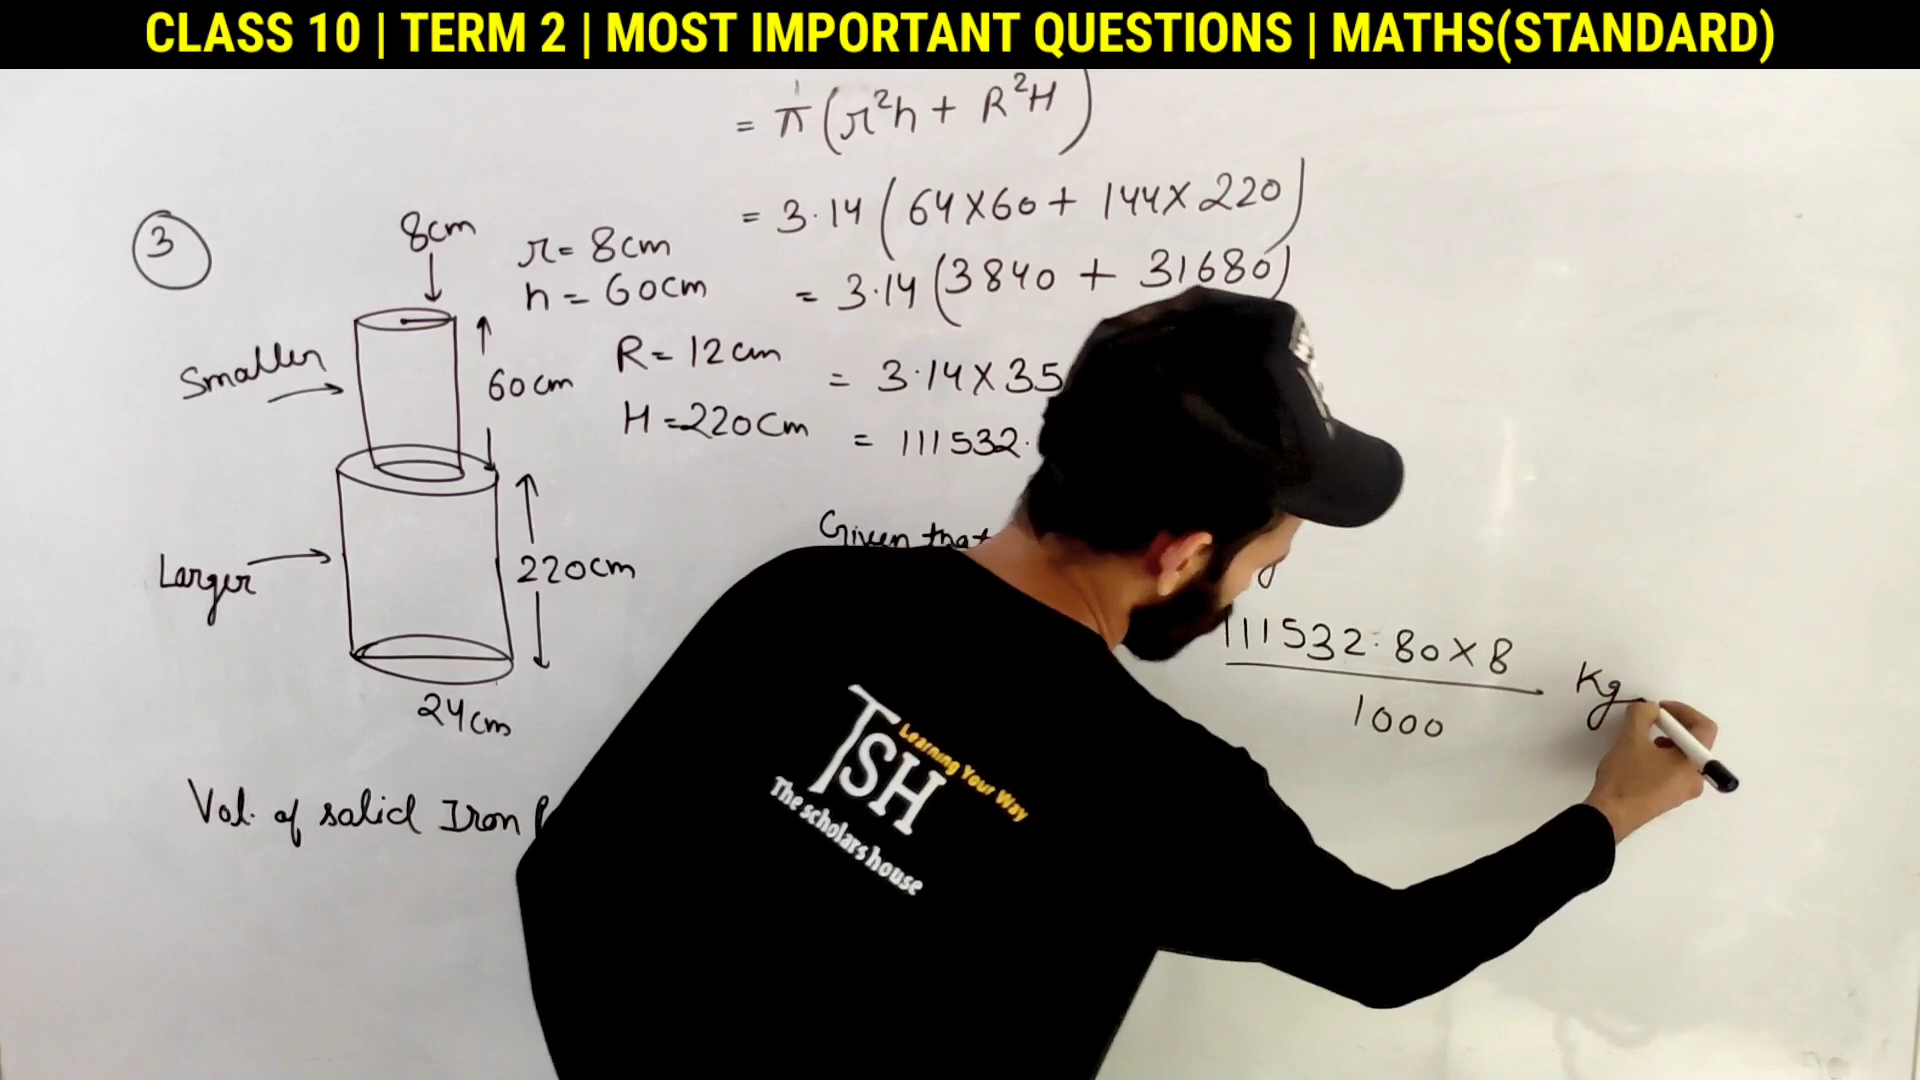 CLASS 10 | TERM 2 | MOST IMPORTANT QUESTIONS | MATHS(STANDARD)
= π(r²h + R²H)
= 3.14(64×60 + 144×220)
= 3.14(3840 + 31680)
= 3.14×35
= 111532.
3
8cm
r = 8cm
h = 60cm
R = 12cm
H = 220cm
Smaller
60cm
Larger
220cm
24cm
Vol. of solid Iron
Given that
111532.80×8
1000
Kg
TSH
Learning Your Way
The scholars house